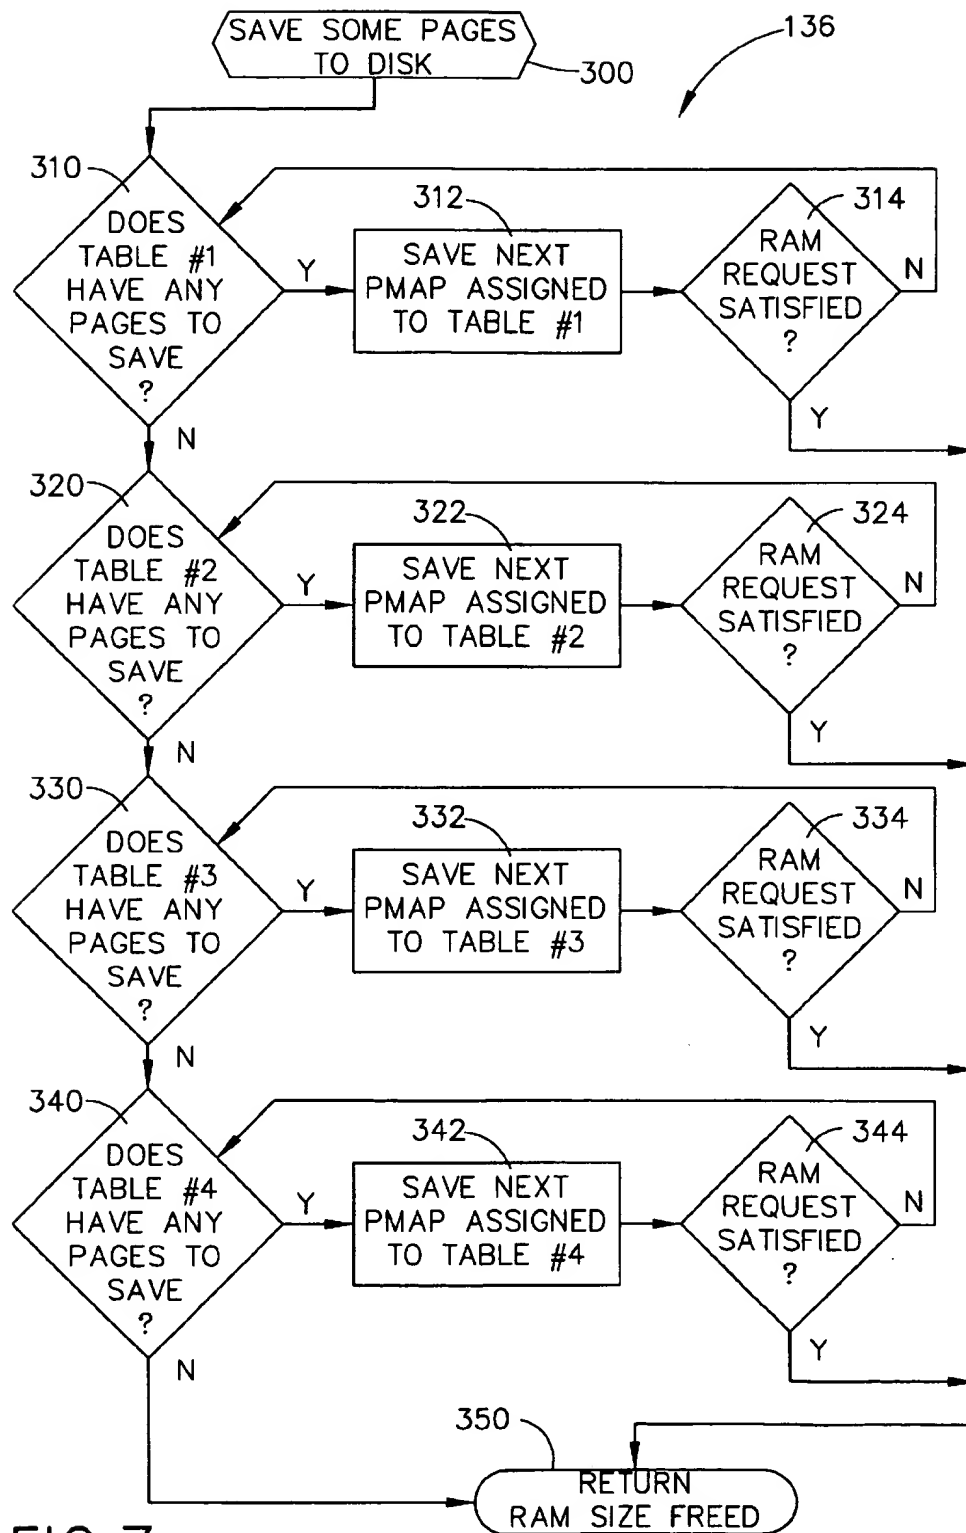 SAVE SOME PAGES
TO DISK
300
136
310
DOES
TABLE #1
HAVE ANY
PAGES TO
SAVE
?
Y
N
312
SAVE NEXT
PMAP ASSIGNED
TO TABLE #1
314
RAM
REQUEST
SATISFIED
?
N
Y
320
DOES
TABLE #2
HAVE ANY
PAGES TO
SAVE
?
Y
N
322
SAVE NEXT
PMAP ASSIGNED
TO TABLE #2
324
RAM
REQUEST
SATISFIED
?
N
Y
330
DOES
TABLE #3
HAVE ANY
PAGES TO
SAVE
?
Y
N
332
SAVE NEXT
PMAP ASSIGNED
TO TABLE #3
334
RAM
REQUEST
SATISFIED
?
N
Y
340
DOES
TABLE #4
HAVE ANY
PAGES TO
SAVE
?
Y
N
342
SAVE NEXT
PMAP ASSIGNED
TO TABLE #4
344
RAM
REQUEST
SATISFIED
?
N
Y
350
RETURN
RAM SIZE FREED